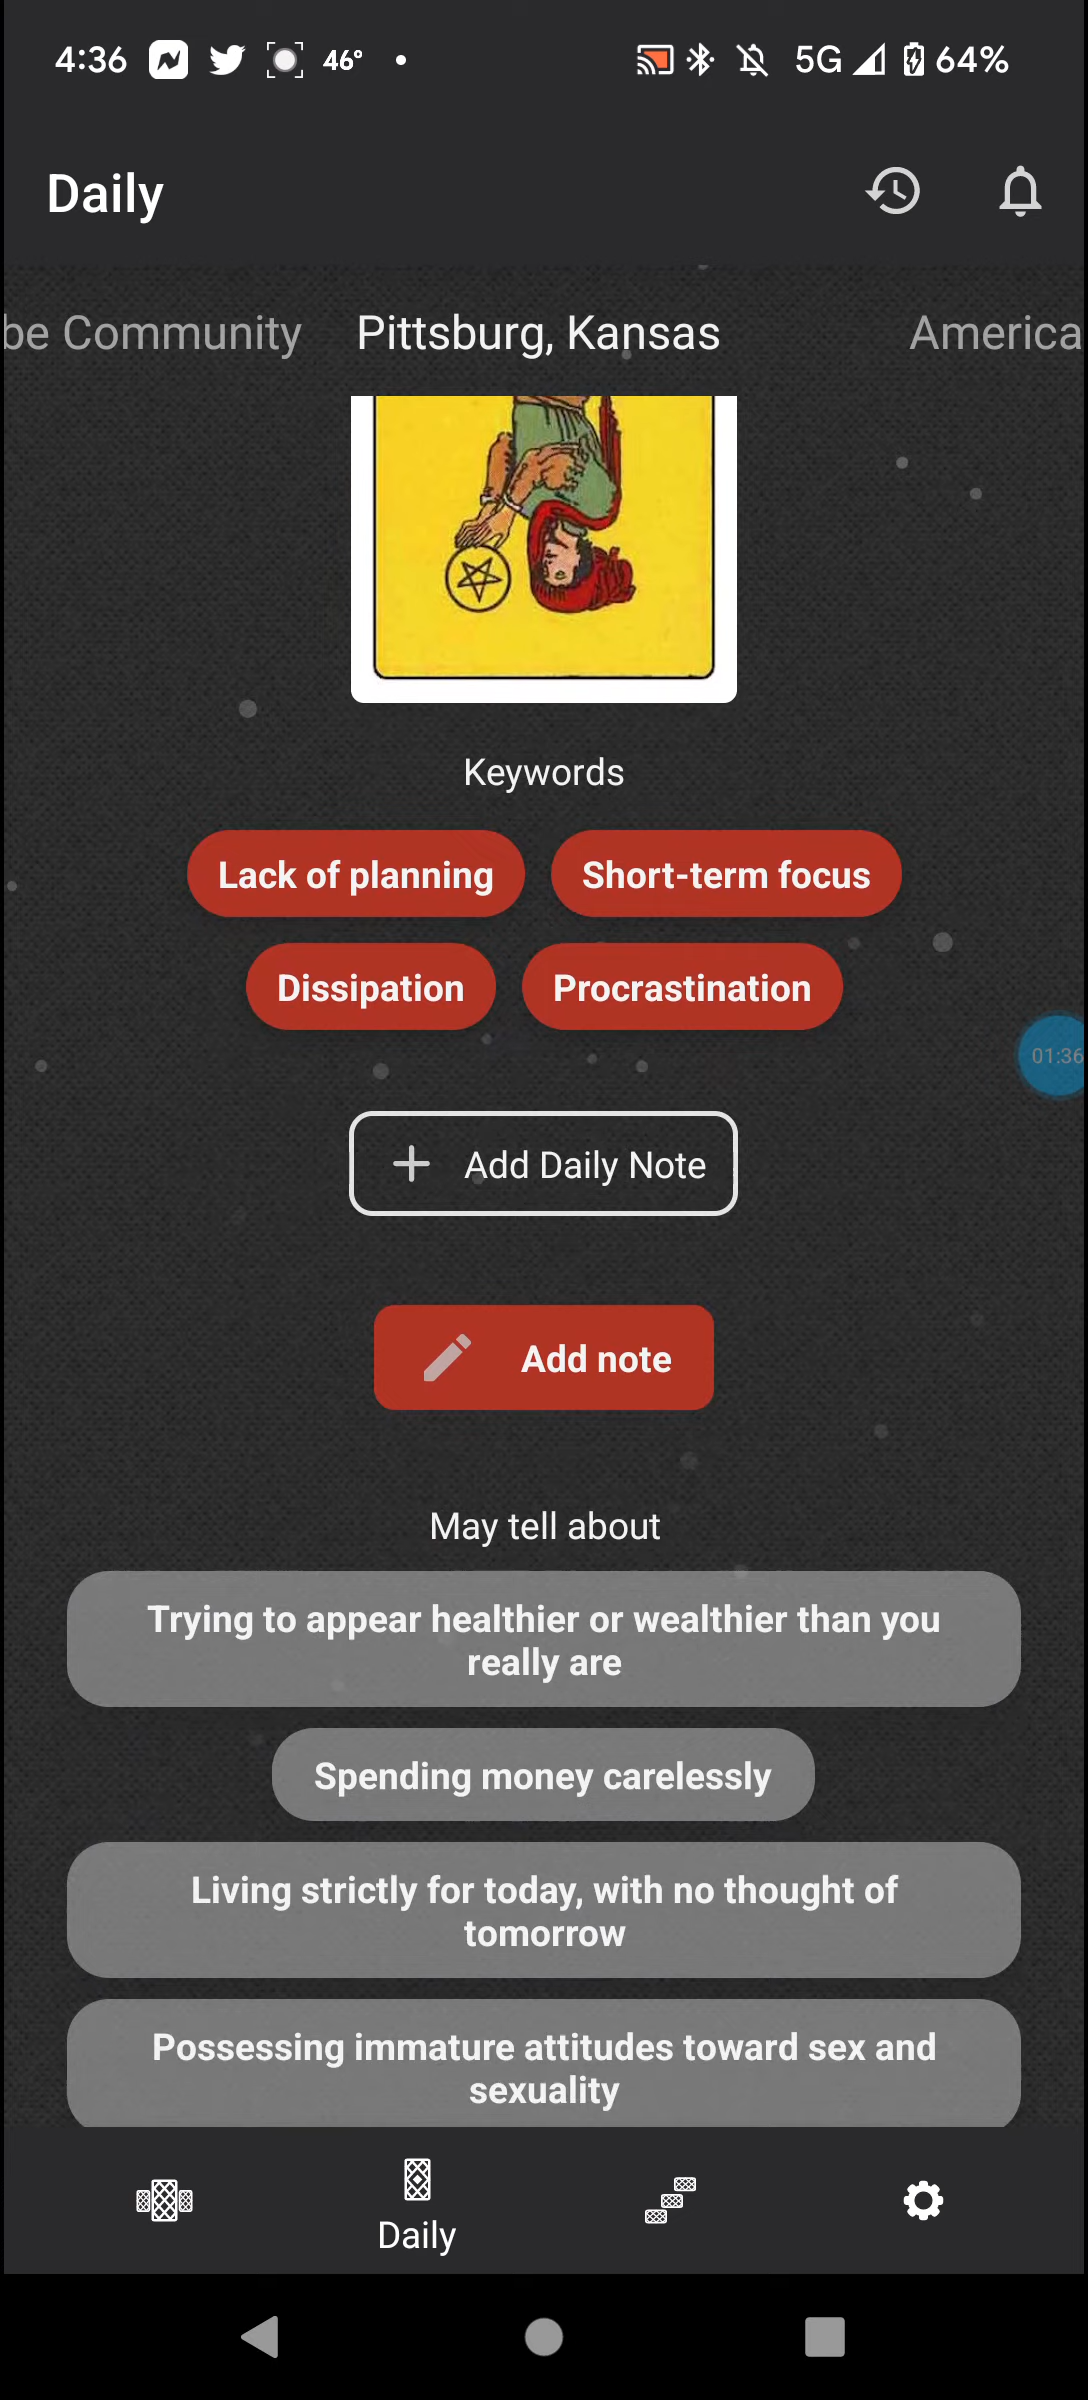 4:36 46° 5G 64%
Daily
be Community Pittsburg, Kansas America
Keywords
Lack of planning Short-term focus
Dissipation Procrastination
01:36
Add Daily Note
Add note
May tell about
Trying to appear healthier or wealthier than you
really are
Spending money carelessly
Living strictly for today, with no thought of
tomorrow
Possessing immature attitudes toward sex and
sexuality
Daily